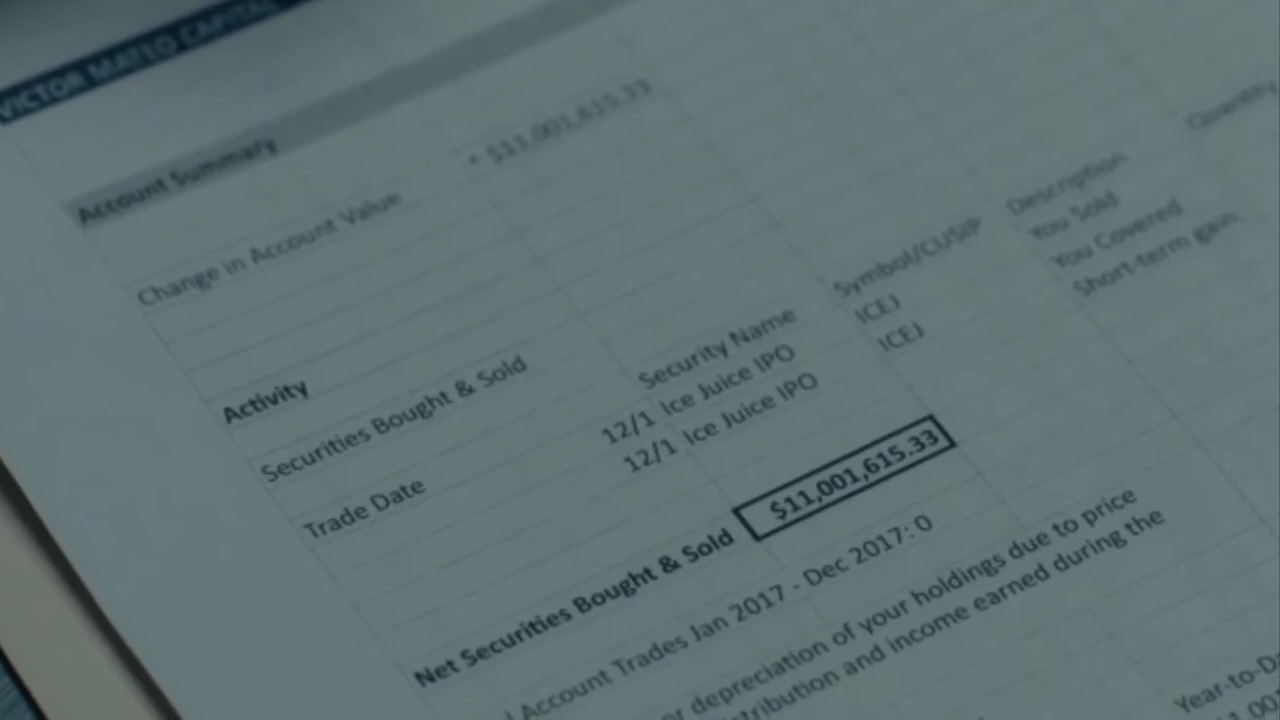 VICTOR MATEO CAPITAL
Account Summary
Change in Account Value * $11,001,615.33
Activity
Securities Bought & Sold
Trade Date Security Name Symbol/CUSIP Description Quantity
12/1 Ice Juice IPO ICEJ You Sold
12/1 Ice Juice IPO ICEJ You Covered
Short-term gain:
Net Securities Bought & Sold $11,001,615.33
Account Trades Jan 2017 - Dec 2017: 0
or depreciation of your holdings due to price
and income earned during the